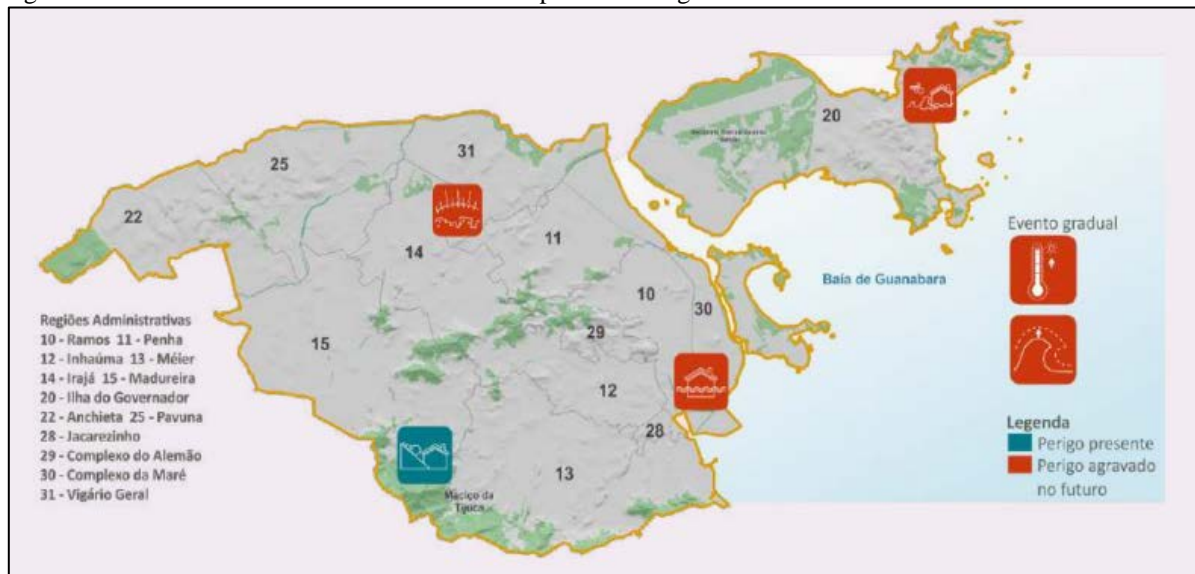 25
31
20
22
14
11
10
30
29
15
12
28
13
Baía de Guanabara
Maciço da
Tijuca
Regiões Administrativas
10 - Ramos 11 - Penha
12 - Inhaúma 13 - Méier
14 - Irajá 15 - Madureira
20 - Ilha do Governador
22 - Anchieta 25 - Pavuna
28 - Jacarezinho
29 - Complexo do Alemão
30 - Complexo da Maré
31 - Vigário Geral
Evento gradual
Legenda
Perigo presente
Perigo agravado
no futuro